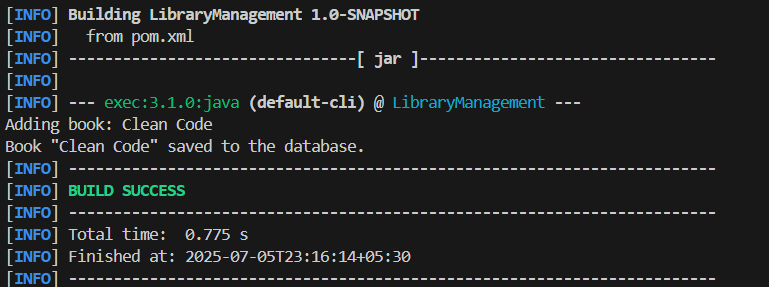 [INFO] Building LibraryManagement 1.0-SNAPSHOT
[INFO]   from pom.xml
[INFO] --------------------------------[ jar ]---------------------------------
[INFO]
[INFO] --- exec:3.1.0:java (default-cli) @ LibraryManagement ---
Adding book: Clean Code
Book "Clean Code" saved to the database.
[INFO] ------------------------------------------------------------------------
[INFO] BUILD SUCCESS
[INFO] ------------------------------------------------------------------------
[INFO] Total time:  0.775 s
[INFO] Finished at: 2025-07-05T23:16:14+05:30
[INFO] ------------------------------------------------------------------------